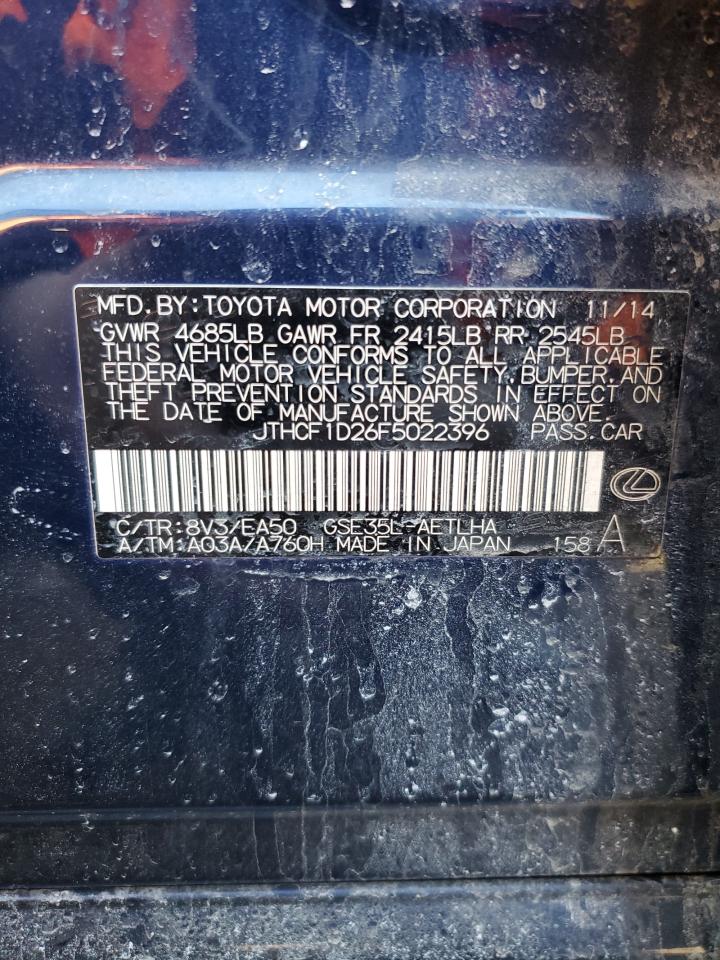 MFD.BY:TOYOTA MOTOR CORPORATION 11/14
GVWR 4685LB GAWR FR 2415LB RR 2545LB
THIS VEHICLE CONFORMS TO ALL APPLICABLE
FEDERAL MOTOR VEHICLE SAFETY,BUMPER,AND
THEFT PREVENTION STANDARDS IN EFFECT ON
THE DATE OF MANUFACTURE SHOWN ABOVE.
JTHCF1D26F5022396 PASS.CAR
C/TR:8V3/EA50 GSE35L-AETLHA
A/TM:A03A/A760H MADE IN JAPAN 158 A